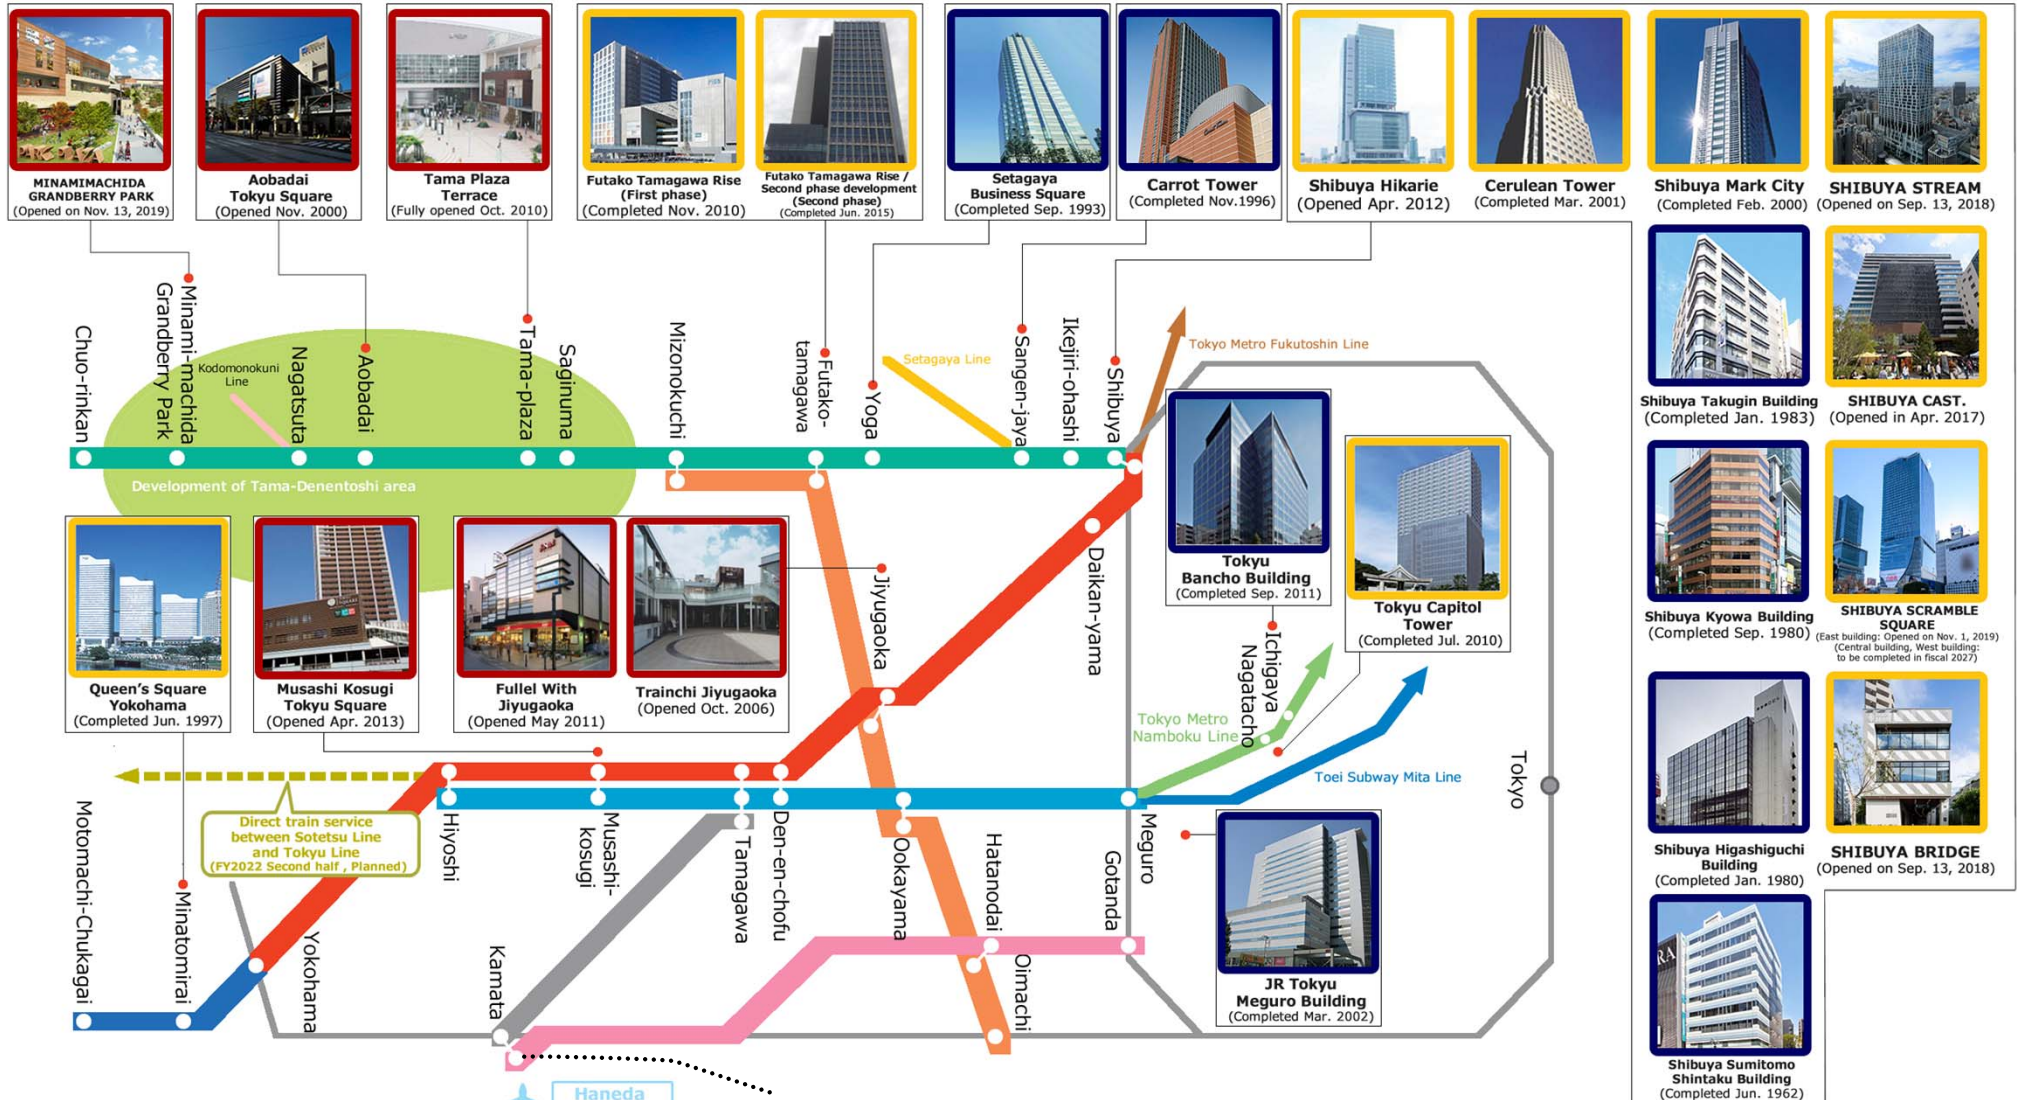 MINAMIMACHIDA
GRANDBERRY PARK
(Opened on Nov. 13, 2019)
Aobadai
Tokyu Square
(Opened Nov. 2000)
Tama Plaza
Terrace
(Fully opened Oct. 2010)
Futako Tamagawa Rise
(First phase)
(Completed Nov. 2010)
Futako Tamagawa Rise /
Second phase development
(Second phase)
(Completed Jun. 2015)
Setagaya
Business Square
(Completed Sep. 1993)
Carrot Tower
(Completed Nov.1996)
Shibuya Hikarie
(Opened Apr. 2012)
Cerulean Tower
(Completed Mar. 2001)
Shibuya Mark City
(Completed Feb. 2000)
SHIBUYA STREAM
(Opened on Sep. 13, 2018)
Shibuya Takugin Building
(Completed Jan. 1983)
SHIBUYA CAST.
(Opened in Apr. 2017)
Shibuya Kyowa Building
(Completed Sep. 1980)
SHIBUYA SCRAMBLE
SQUARE
(East building: Opened on Nov. 1, 2019)
(Central building, West building:
to be completed in fiscal 2027)
Shibuya Higashiguchi
Building
(Completed Jan. 1980)
SHIBUYA BRIDGE
(Opened on Sep. 13, 2018)
Shibuya Sumitomo
Shintaku Building
(Completed Jun. 1962)
Chuo-rinkan
Minami-machida
Grandberry Park
Kodomonokuni
Line
Nagatsuta
Aobadai
Tama-plaza
Saginuma
Mizonokuchi
Futako-
tamagawa
Yoga
Setagaya Line
Sangen-jaya
Ikejiri-ohashi
Shibuya
Tokyo Metro Fukutoshin Line
Development of Tama-Denentoshi area
Queen's Square
Yokohama
(Completed Jun. 1997)
Musashi Kosugi
Tokyu Square
(Opened Apr. 2013)
Fullel With
Jiyugaoka
(Opened May 2011)
Trainchi Jiyugaoka
(Opened Oct. 2006)
Jiyugaoka
Daikan-yama
Tokyu
Bancho Building
(Completed Sep. 2011)
Tokyu Capitol
Tower
(Completed Jul. 2010)
Ichigaya
Nagatacho
Tokyo Metro
Namboku Line
Toei Subway Mita Line
Tokyo
Direct train service
between Sotetsu Line
and Tokyu Line
(FY2022 Second half , Planned)
Motomachi-Chukagai
Minatomirai
Yokohama
Hiyoshi
Musashi-
kosugi
Tamagawa
Den-en-chofu
Ookayama
Hatanodai
Gotanda
Meguro
Kamata
Oimachi
JR Tokyu
Meguro Building
(Completed Mar. 2002)
Haneda